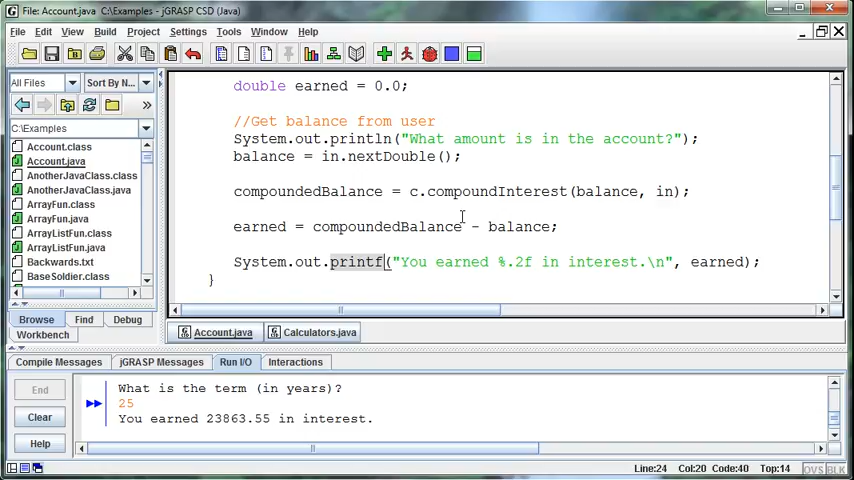 File: Account.java C:\Examples - jGRASP CSD (Java)
File Edit View Build Project Settings Tools Window Help
All Files Sort By N...
C:\Examples
Account.class
Account.java
AnotherJavaClass.class
AnotherJavaClass.java
ArrayFun.class
ArrayFun.java
ArrayListFun.class
ArrayListFun.java
Backwards.txt
BaseSoldier.class
Browse Find Debug
Workbench
double earned = 0.0;
//Get balance from user
System.out.println("What amount is in the account?");
balance = in.nextDouble();
compoundedBalance = c.compoundInterest(balance, in);
earned = compoundedBalance - balance;
System.out.printf("You earned %.2f in interest.\n", earned);
}
Account.java Calculators.java
Compile Messages jGRASP Messages Run I/O Interactions
End
Clear
Help
What is the term (in years)?
25
You earned 23863.55 in interest.
Line:24 Col:20 Code:40 Top:14 OVS BLK